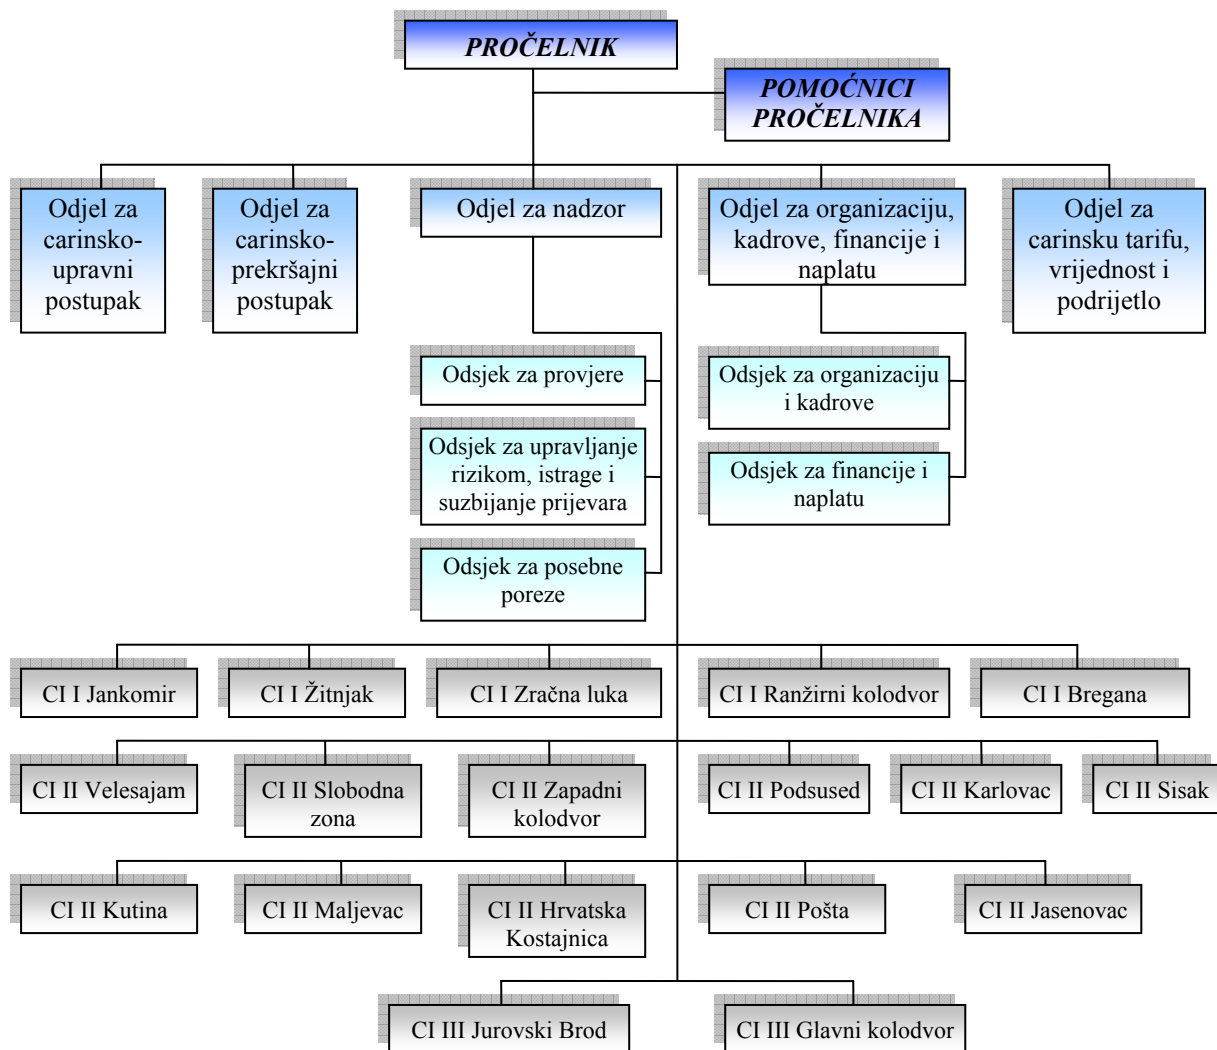 PROČELNIK
POMOĆNICI
PROČELNIKA
Odjel za
carinsko-
upravni
postupak
Odjel za
carinsko-
prekršajni
postupak
Odjel za nadzor
Odjel za organizaciju,
kadrove, financije i
naplatu
Odjel za
carinsku tarifu,
vrijednost i
podrijetlo
Odsjek za provjere
Odsjek za upravljanje
rizikom, istrage i
suzbijanje prijevara
Odsjek za posebne
poreze
Odsjek za organizaciju
i kadrove
Odsjek za financije i
naplatu
CI I Jankomir
CI I Žitnjak
CI I Zračna luka
CI I Ranžirni kolodvor
CI I Bregana
CI II Velesajam
CI II Slobodna
zona
CI II Zapadni
kolodvor
CI II Podsused
CI II Karlovac
CI II Sisak
CI II Kutina
CI II Maljevac
CI II Hrvatska
Kostajnica
CI II Pošta
CI II Jasenovac
CI III Jurovski Brod
CI III Glavni kolodvor